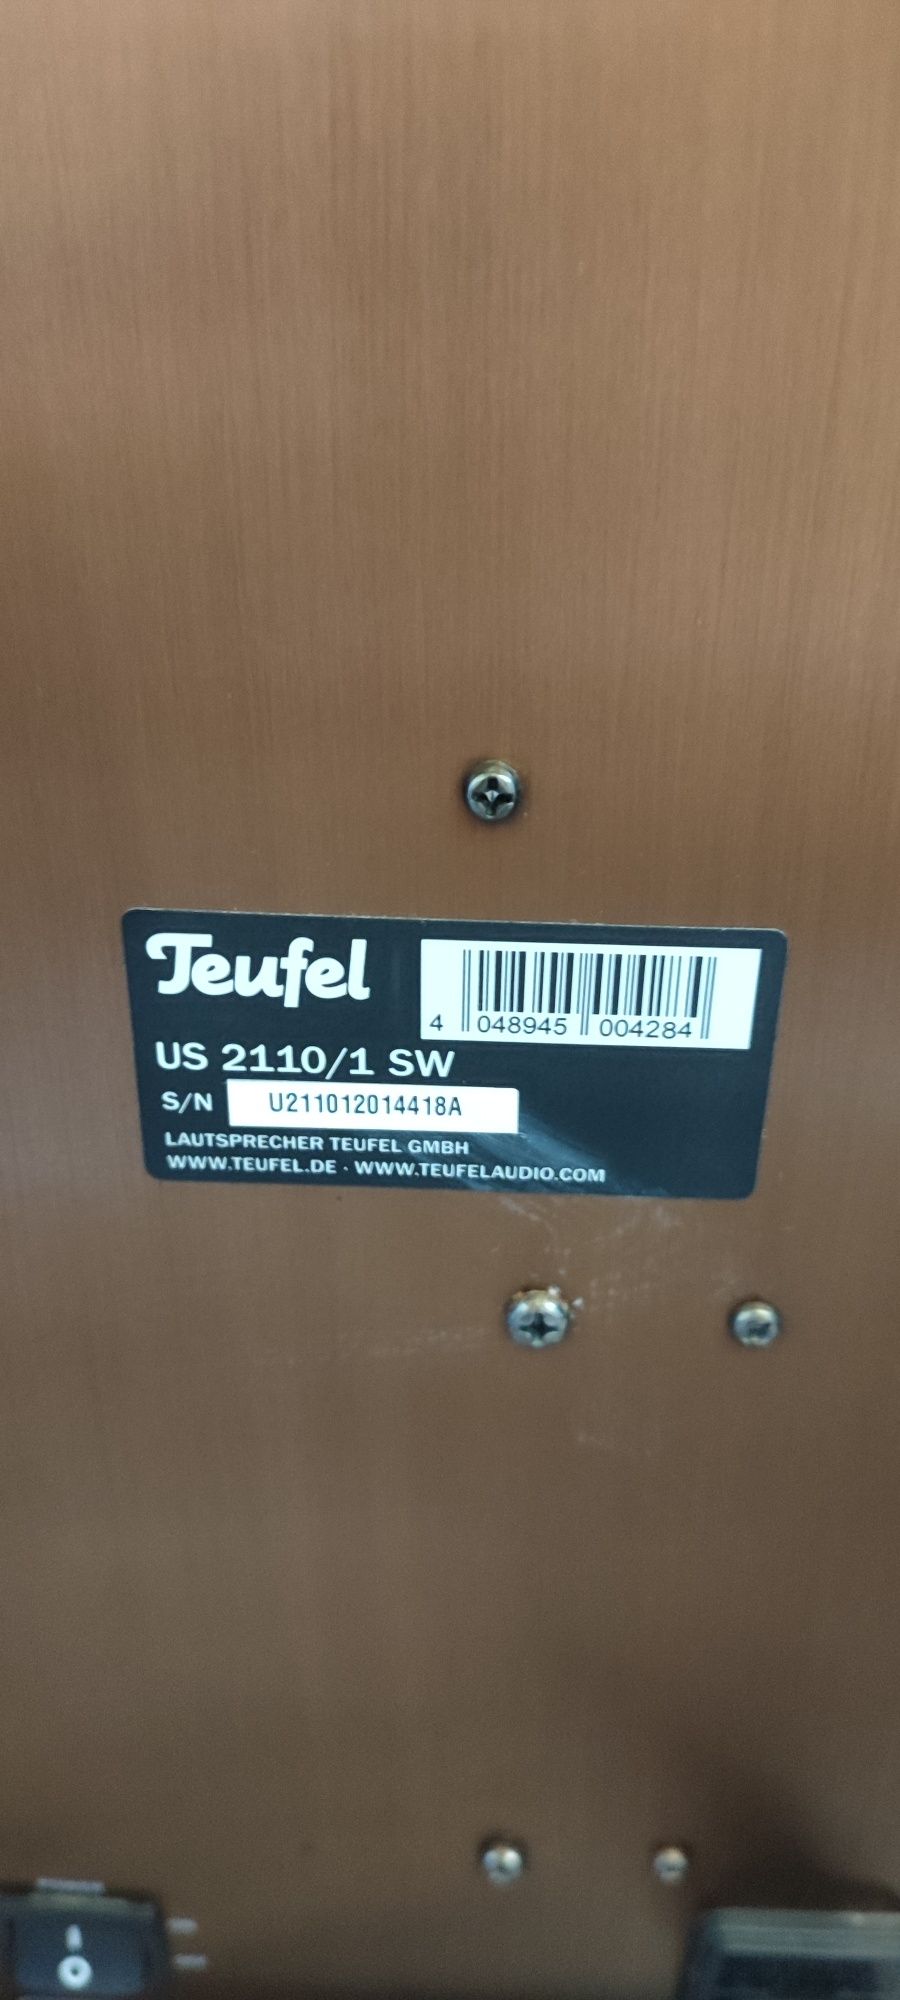 Teufel
4 048945 004284
US 2110/1 SW
S/N U211012014418A
LAUTSPRECHER TEUFEL GMBH
WWW.TEUFEL.DE · WWW.TEUFELAUDIO.COM